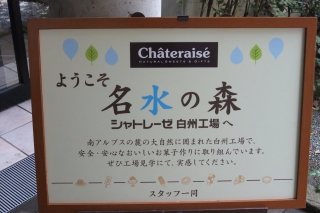 Châteraisé
NATURAL SWEETS & GIFTS
ようこそ
名水の森
シャトレーゼ 白州工場 へ
南アルプスの麓の大自然に囲まれた白州工場で、
安全・安心なおいしいお菓子作りに取り組んでいます。
ぜひ工場見学にて、実感してください。
スタッフ一同